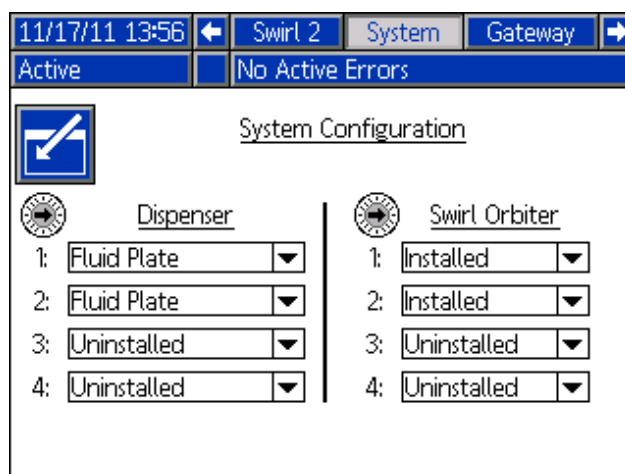 11/17/11 13:56 Swirl 2 System Gateway
Active No Active Errors
System Configuration
Dispenser Swirl Orbiter
1: Fluid Plate 1: Installed
2: Fluid Plate 2: Installed
3: Uninstalled 3: Uninstalled
4: Uninstalled 4: Uninstalled